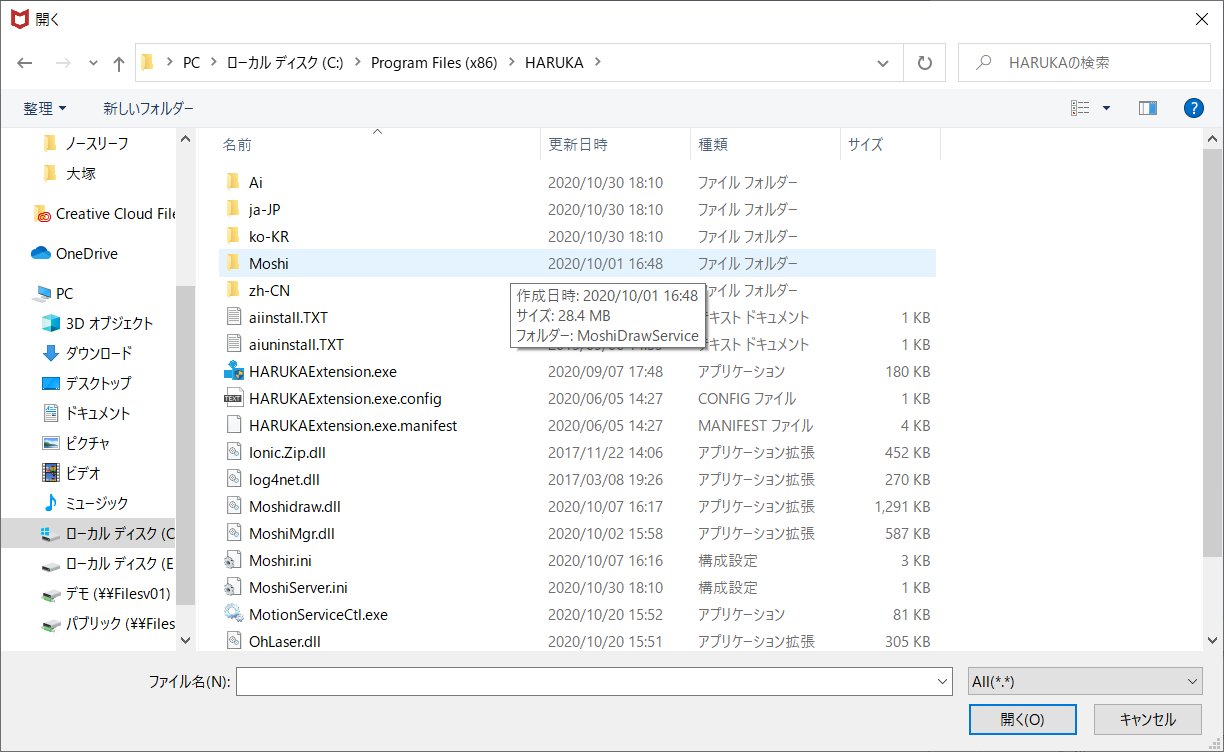 開く
PC > ローカル ディスク (C:) > Program Files (x86) > HARUKA >
HARUKAの検索
整理 新しいフォルダー
?
ノースリーフ
大塚
Creative Cloud File
OneDrive
PC
3D オブジェクト
ダウンロード
デスクトップ
ドキュメント
ピクチャ
ビデオ
ミュージック
ローカル ディスク (C
ローカル ディスク (E
デモ (¥¥Filesv01)
パブリック (¥¥Files
名前 更新日時 種類 サイズ
Ai 2020/10/30 18:10 ファイル フォルダー
ja-JP 2020/10/30 18:10 ファイル フォルダー
ko-KR 2020/10/30 18:10 ファイル フォルダー
Moshi 2020/10/01 16:48 ファイル フォルダー
zh-CN ァイル フォルダー
aiinstall.TXT キスト ドキュメント 1 KB
aiuninstall.TXT キスト ドキュメント 1 KB
作成日時: 2020/10/01 16:48
サイズ: 28.4 MB
フォルダー: MoshiDrawService
HARUKAExtension.exe 2020/09/07 17:48 アプリケーション 180 KB
TEXT
HARUKAExtension.exe.config 2020/06/05 14:27 CONFIG ファイル 1 KB
HARUKAExtension.exe.manifest 2020/06/05 14:27 MANIFEST ファイル 4 KB
Ionic.Zip.dll 2017/11/22 14:06 アプリケーション拡張 452 KB
log4net.dll 2017/03/08 19:26 アプリケーション拡張 270 KB
Moshidraw.dll 2020/10/07 16:17 アプリケーション拡張 1,291 KB
MoshiMgr.dll 2020/10/02 15:58 アプリケーション拡張 587 KB
Moshir.ini 2020/10/07 16:16 構成設定 3 KB
MoshiServer.ini 2020/10/30 18:10 構成設定 1 KB
MotionServiceCtl.exe 2020/10/20 15:52 アプリケーション 81 KB
OhLaser.dll 2020/10/20 15:51 アプリケーション拡張 305 KB
ファイル名(N):
All(*.*)
開く(O) キャンセル